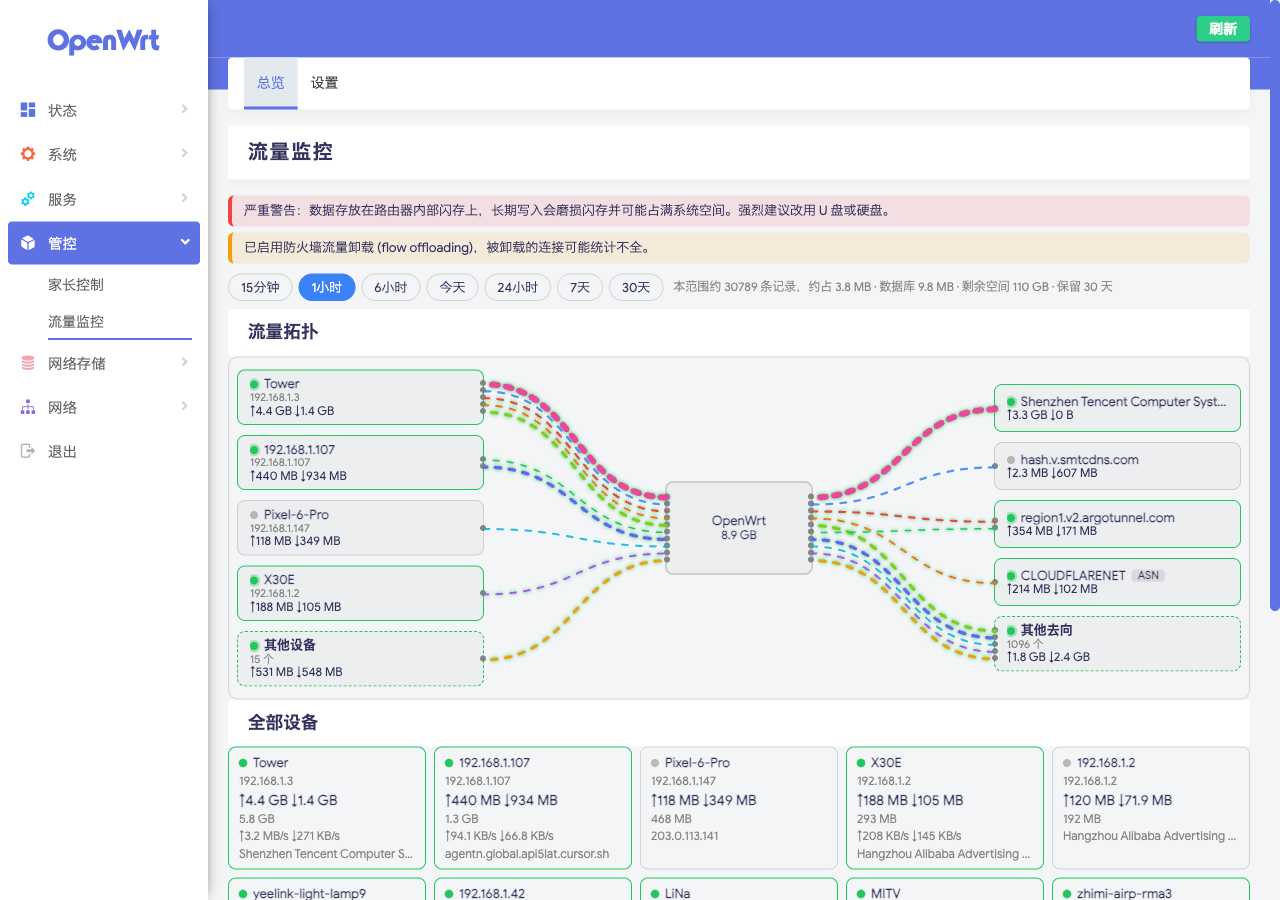 OpenWrt
刷新
状态
系统
服务
管控
家长控制
流量监控
网络存储
网络
退出
总览
设置
流量监控
严重警告：数据存放在路由器内部闪存上，长期写入会磨损闪存并可能占满系统空间。强烈建议改用 U 盘或硬盘。
已启用防火墙流量卸载 (flow offloading)，被卸载的连接可能统计不全。
15分钟 1小时 6小时 今天 24小时 7天 30天 本范围约 30789 条记录，约占 3.8 MB · 数据库 9.8 MB · 剩余空间 110 GB · 保留 30 天
流量拓扑
Tower
192.168.1.3
↑4.4 GB ↓1.4 GB
192.168.1.107
192.168.1.107
↑440 MB ↓934 MB
Pixel-6-Pro
192.168.1.147
↑118 MB ↓349 MB
X30E
192.168.1.2
↑188 MB ↓105 MB
其他设备
15 个
↑531 MB ↓548 MB
OpenWrt
8.9 GB
Shenzhen Tencent Computer Syst...
↑3.3 GB ↓0 B
hash.v.smtcdns.com
↑2.3 MB ↓607 MB
region1.v2.argotunnel.com
↑354 MB ↓171 MB
CLOUDFLARENET ASN
↑214 MB ↓102 MB
其他去向
1096 个
↑1.8 GB ↓2.4 GB
全部设备
Tower
192.168.1.3
↑4.4 GB ↓1.4 GB
5.8 GB
↑3.2 MB/s ↓271 KB/s
Shenzhen Tencent Computer S...
192.168.1.107
192.168.1.107
↑440 MB ↓934 MB
1.3 GB
↑94.1 KB/s ↓66.8 KB/s
agentn.global.api5lat.cursor.sh
Pixel-6-Pro
192.168.1.147
↑118 MB ↓349 MB
468 MB
203.0.113.141
X30E
192.168.1.2
↑188 MB ↓105 MB
293 MB
↑208 KB/s ↓145 KB/s
Hangzhou Alibaba Advertising ...
192.168.1.2
192.168.1.2
↑120 MB ↓71.9 MB
192 MB
Hangzhou Alibaba Advertising ...
yeelink-light-lamp9
192.168.1.42
LiNa
MITV
zhimi-airp-rma3